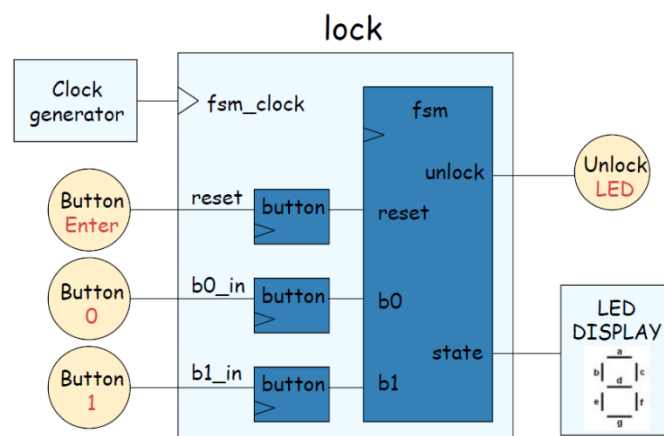 lock
Clock
generator
fsm_clock
fsm
unlock
Unlock
LED
Button
Enter
reset
button
reset
Button
0
b0_in
button
b0
Button
1
b1_in
button
b1
state
LED
DISPLAY
a
b
c
d
e
f
g